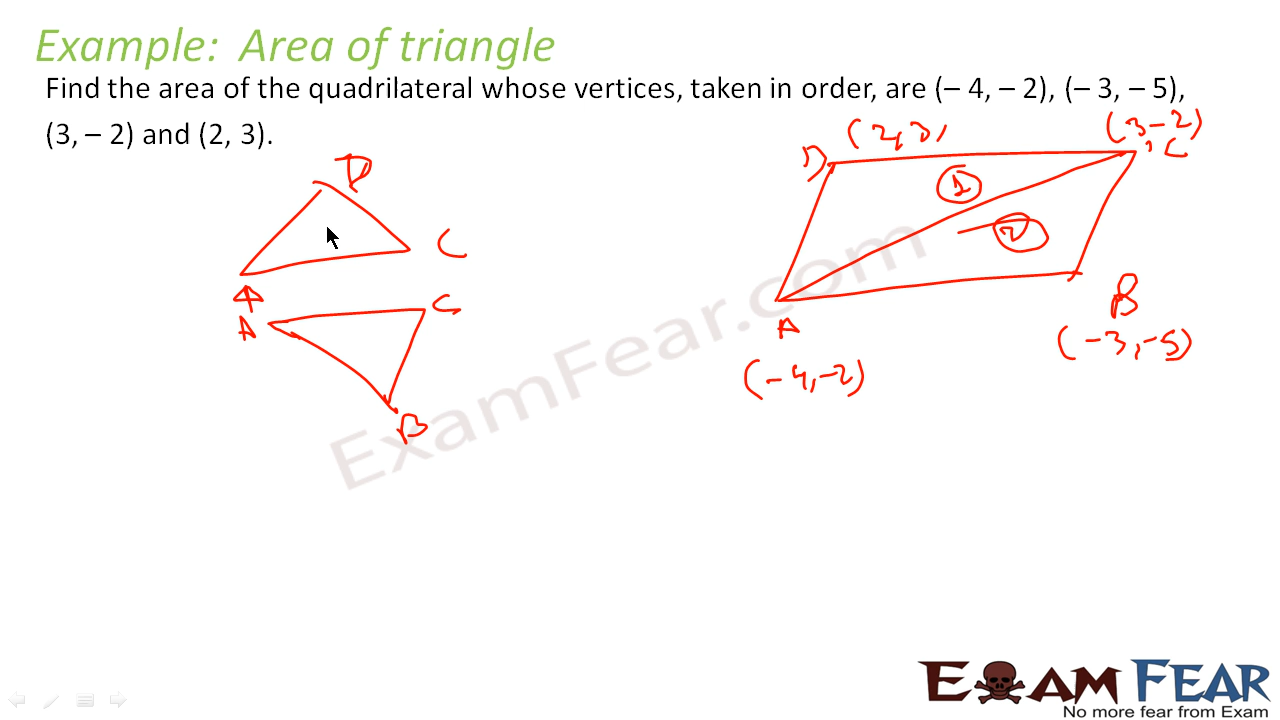 Example: Area of triangle
Find the area of the quadrilateral whose vertices, taken in order, are (– 4, – 2), (– 3, – 5),
(3, – 2) and (2, 3).
D
(2,3)
(3-2)
D
C
1
C
2
A
A
C
B
A
(-3,-5)
(-4,-2)
B
ExamFear.com
EXAM FEAR
No more fear from Exam